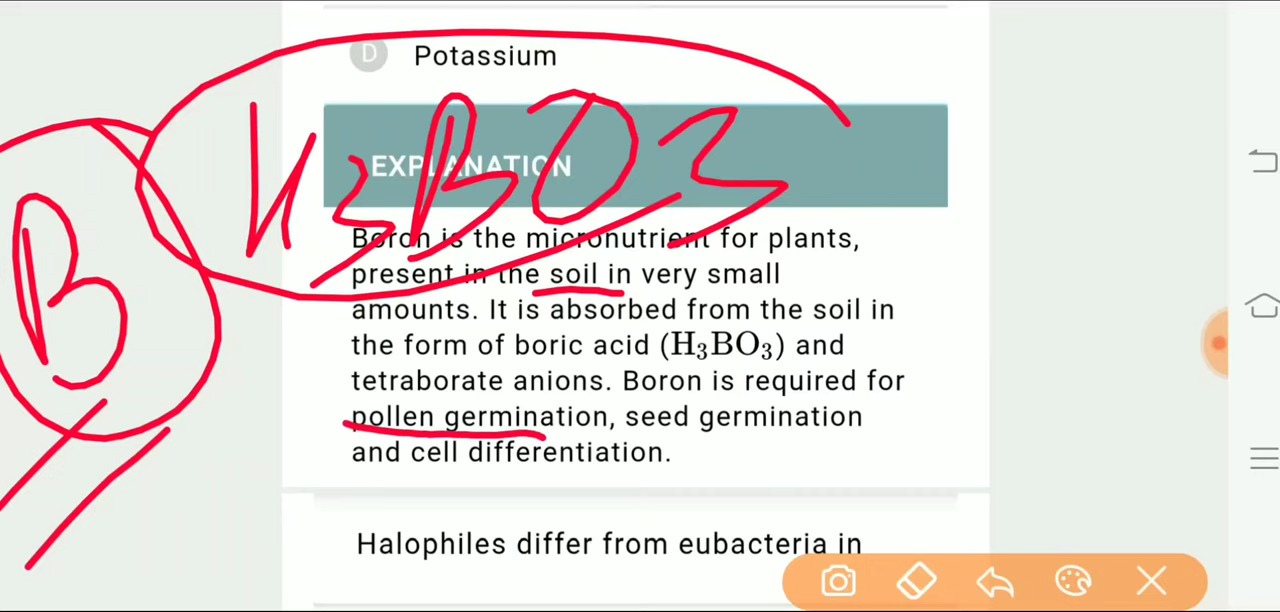 D Potassium
H3BO3
B
EXPLANATION
Boron is the micronutrient for plants,
present in the soil in very small
amounts. It is absorbed from the soil in
the form of boric acid (H₃BO₃) and
tetraborate anions. Boron is required for
pollen germination, seed germination
and cell differentiation.
Halophiles differ from eubacteria in